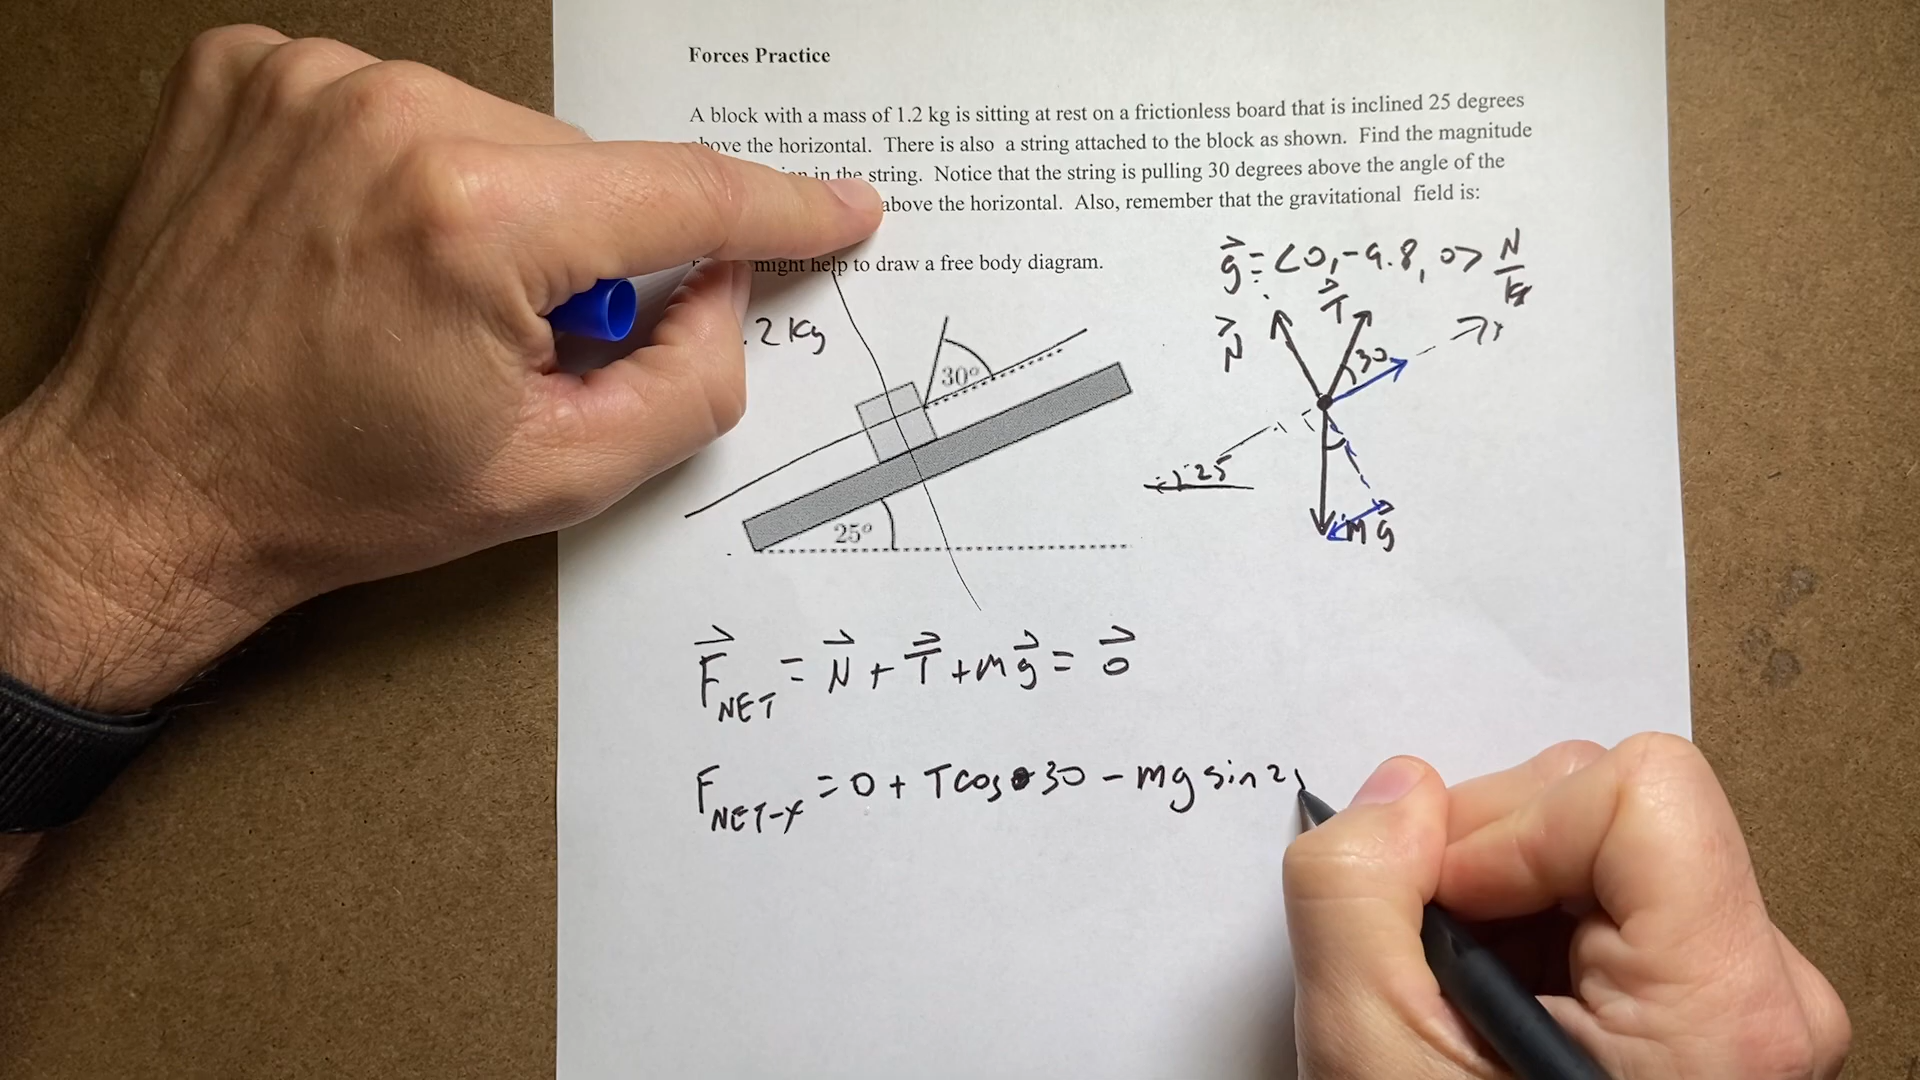 Forces Practice
A block with a mass of 1.2 kg is sitting at rest on a frictionless board that is inclined 25 degrees
above the horizontal. There is also a string attached to the block as shown. Find the magnitude
in the string. Notice that the string is pulling 30 degrees above the angle of the
above the horizontal. Also, remember that the gravitational field is:
might help to draw a free body diagram.
g⃗ = <0, -9.8, 0> N/kg
.2 kg
N⃗
T⃗
30
x
30°
25
mg⃗
25°
F⃗NET = N⃗ + T⃗ + mg⃗ = 0⃗
FNET-x = 0 + T cos 30 - mg sin 2